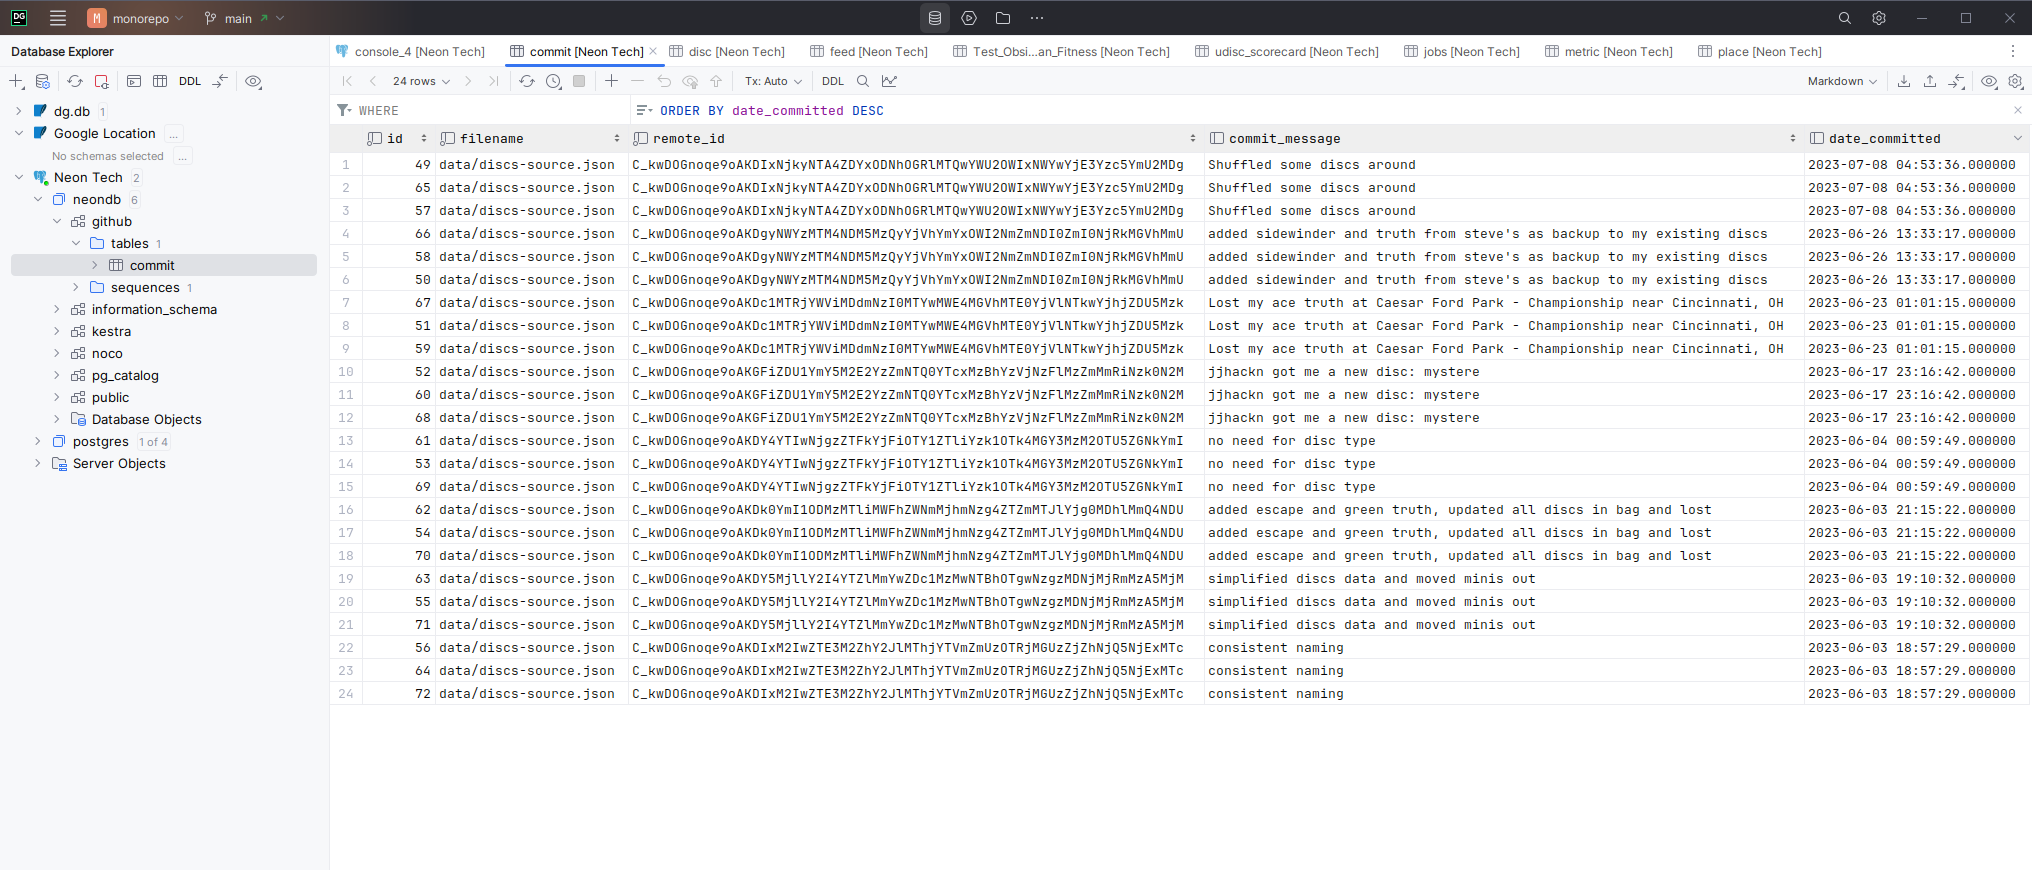 DG M monorepo main
Database Explorer
console_4 [Neon Tech] commit [Neon Tech] disc [Neon Tech] feed [Neon Tech] Test_Obsi...an_Fitness [Neon Tech] udisc_scorecard [Neon Tech] jobs [Neon Tech] metric [Neon Tech] place [Neon Tech]
DDL
24 rows Tx: Auto DDL Markdown
dg.db 1
Google Location ...
No schemas selected ...
Neon Tech 2
neondb 6
github
tables 1
commit
sequences 1
information_schema
kestra
noco
pg_catalog
public
Database Objects
postgres 1 of 4
Server Objects
WHERE ORDER BY date_committed DESC
id filename remote_id commit_message date_committed
1 49 data/discs-source.json C_kwDOGnoqe9oAKDIxNjkyNTA4ZDYxODNhOGRlMTQwYWU2OWIxNWYwYjE3Yzc5YmU2MDg Shuffled some discs around 2023-07-08 04:53:36.000000
2 65 data/discs-source.json C_kwDOGnoqe9oAKDIxNjkyNTA4ZDYxODNhOGRlMTQwYWU2OWIxNWYwYjE3Yzc5YmU2MDg Shuffled some discs around 2023-07-08 04:53:36.000000
3 57 data/discs-source.json C_kwDOGnoqe9oAKDIxNjkyNTA4ZDYxODNhOGRlMTQwYWU2OWIxNWYwYjE3Yzc5YmU2MDg Shuffled some discs around 2023-07-08 04:53:36.000000
4 66 data/discs-source.json C_kwDOGnoqe9oAKDgyNWYzMTM4NDM5MzQyYjVhYmYxOWI2NmZmNDI0ZmI0NjRkMGVhMmU added sidewinder and truth from steve's as backup to my existing discs 2023-06-26 13:33:17.000000
5 58 data/discs-source.json C_kwDOGnoqe9oAKDgyNWYzMTM4NDM5MzQyYjVhYmYxOWI2NmZmNDI0ZmI0NjRkMGVhMmU added sidewinder and truth from steve's as backup to my existing discs 2023-06-26 13:33:17.000000
6 50 data/discs-source.json C_kwDOGnoqe9oAKDgyNWYzMTM4NDM5MzQyYjVhYmYxOWI2NmZmNDI0ZmI0NjRkMGVhMmU added sidewinder and truth from steve's as backup to my existing discs 2023-06-26 13:33:17.000000
7 67 data/discs-source.json C_kwDOGnoqe9oAKDc1MTRjYWViMDdmNzI0MTYwMWE4MGVhMTE0YjVlNTkwYjhjZDU5Mzk Lost my ace truth at Caesar Ford Park - Championship near Cincinnati, OH 2023-06-23 01:01:15.000000
8 51 data/discs-source.json C_kwDOGnoqe9oAKDc1MTRjYWViMDdmNzI0MTYwMWE4MGVhMTE0YjVlNTkwYjhjZDU5Mzk Lost my ace truth at Caesar Ford Park - Championship near Cincinnati, OH 2023-06-23 01:01:15.000000
9 59 data/discs-source.json C_kwDOGnoqe9oAKDc1MTRjYWViMDdmNzI0MTYwMWE4MGVhMTE0YjVlNTkwYjhjZDU5Mzk Lost my ace truth at Caesar Ford Park - Championship near Cincinnati, OH 2023-06-23 01:01:15.000000
10 52 data/discs-source.json C_kwDOGnoqe9oAKGFiZDU1YmY5M2E2YzZmNTQ0YTcxMzBhYzVjNzFlMzZmMmRiNzk0N2M jjhackn got me a new disc: mystere 2023-06-17 23:16:42.000000
11 60 data/discs-source.json C_kwDOGnoqe9oAKGFiZDU1YmY5M2E2YzZmNTQ0YTcxMzBhYzVjNzFlMzZmMmRiNzk0N2M jjhackn got me a new disc: mystere 2023-06-17 23:16:42.000000
12 68 data/discs-source.json C_kwDOGnoqe9oAKGFiZDU1YmY5M2E2YzZmNTQ0YTcxMzBhYzVjNzFlMzZmMmRiNzk0N2M jjhackn got me a new disc: mystere 2023-06-17 23:16:42.000000
13 61 data/discs-source.json C_kwDOGnoqe9oAKDY4YTIwNjgzZTFkYjFiOTY1ZTliYzk1OTk4MGY3MzM2OTU5ZGNkYmI no need for disc type 2023-06-04 00:59:49.000000
14 53 data/discs-source.json C_kwDOGnoqe9oAKDY4YTIwNjgzZTFkYjFiOTY1ZTliYzk1OTk4MGY3MzM2OTU5ZGNkYmI no need for disc type 2023-06-04 00:59:49.000000
15 69 data/discs-source.json C_kwDOGnoqe9oAKDY4YTIwNjgzZTFkYjFiOTY1ZTliYzk1OTk4MGY3MzM2OTU5ZGNkYmI no need for disc type 2023-06-04 00:59:49.000000
16 62 data/discs-source.json C_kwDOGnoqe9oAKDk0YmI1ODMzMTliMWFhZWNmMjhmNzg4ZTZmMTJlYjg0MDhlMmQ4NDU added escape and green truth, updated all discs in bag and lost 2023-06-03 21:15:22.000000
17 54 data/discs-source.json C_kwDOGnoqe9oAKDk0YmI1ODMzMTliMWFhZWNmMjhmNzg4ZTZmMTJlYjg0MDhlMmQ4NDU added escape and green truth, updated all discs in bag and lost 2023-06-03 21:15:22.000000
18 70 data/discs-source.json C_kwDOGnoqe9oAKDk0YmI1ODMzMTliMWFhZWNmMjhmNzg4ZTZmMTJlYjg0MDhlMmQ4NDU added escape and green truth, updated all discs in bag and lost 2023-06-03 21:15:22.000000
19 63 data/discs-source.json C_kwDOGnoqe9oAKDY5MjllY2I4YTZlMmYwZDc1MzMwNTBhOTgwNzgzMDNjMjRmMzA5MjM simplified discs data and moved minis out 2023-06-03 19:10:32.000000
20 55 data/discs-source.json C_kwDOGnoqe9oAKDY5MjllY2I4YTZlMmYwZDc1MzMwNTBhOTgwNzgzMDNjMjRmMzA5MjM simplified discs data and moved minis out 2023-06-03 19:10:32.000000
21 71 data/discs-source.json C_kwDOGnoqe9oAKDY5MjllY2I4YTZlMmYwZDc1MzMwNTBhOTgwNzgzMDNjMjRmMzA5MjM simplified discs data and moved minis out 2023-06-03 19:10:32.000000
22 56 data/discs-source.json C_kwDOGnoqe9oAKDIxM2IwZTE3M2ZhY2JlMThjYTVmZmUzOTRjMGUzZjZhNjQ5NjExMTc consistent naming 2023-06-03 18:57:29.000000
23 64 data/discs-source.json C_kwDOGnoqe9oAKDIxM2IwZTE3M2ZhY2JlMThjYTVmZmUzOTRjMGUzZjZhNjQ5NjExMTc consistent naming 2023-06-03 18:57:29.000000
24 72 data/discs-source.json C_kwDOGnoqe9oAKDIxM2IwZTE3M2ZhY2JlMThjYTVmZmUzOTRjMGUzZjZhNjQ5NjExMTc consistent naming 2023-06-03 18:57:29.000000